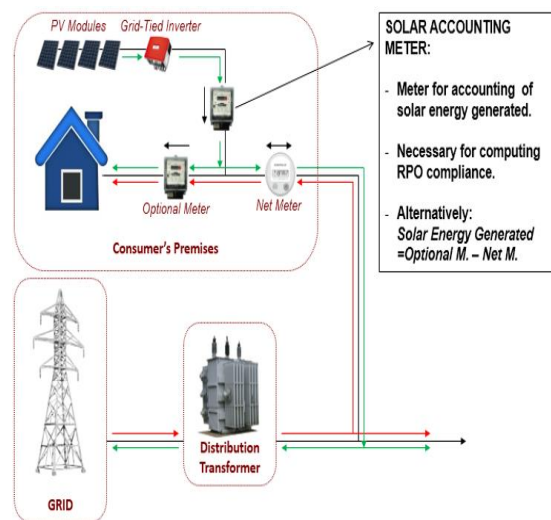 PV Modules
Grid-Tied Inverter
SOLAR ACCOUNTING
METER:
- Meter for accounting of
solar energy generated.
- Necessary for computing
RPO compliance.
- Alternatively:
Solar Energy Generated
=Optional M. – Net M.
Optional Meter
Net Meter
Consumer's Premises
Distribution
Transformer
GRID